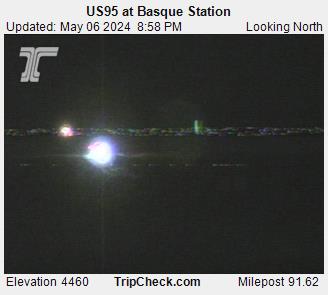 US95 at Basque Station
Updated: May 06 2024 8:58 PM Looking North
Elevation 4460 TripCheck.com Milepost 91.62